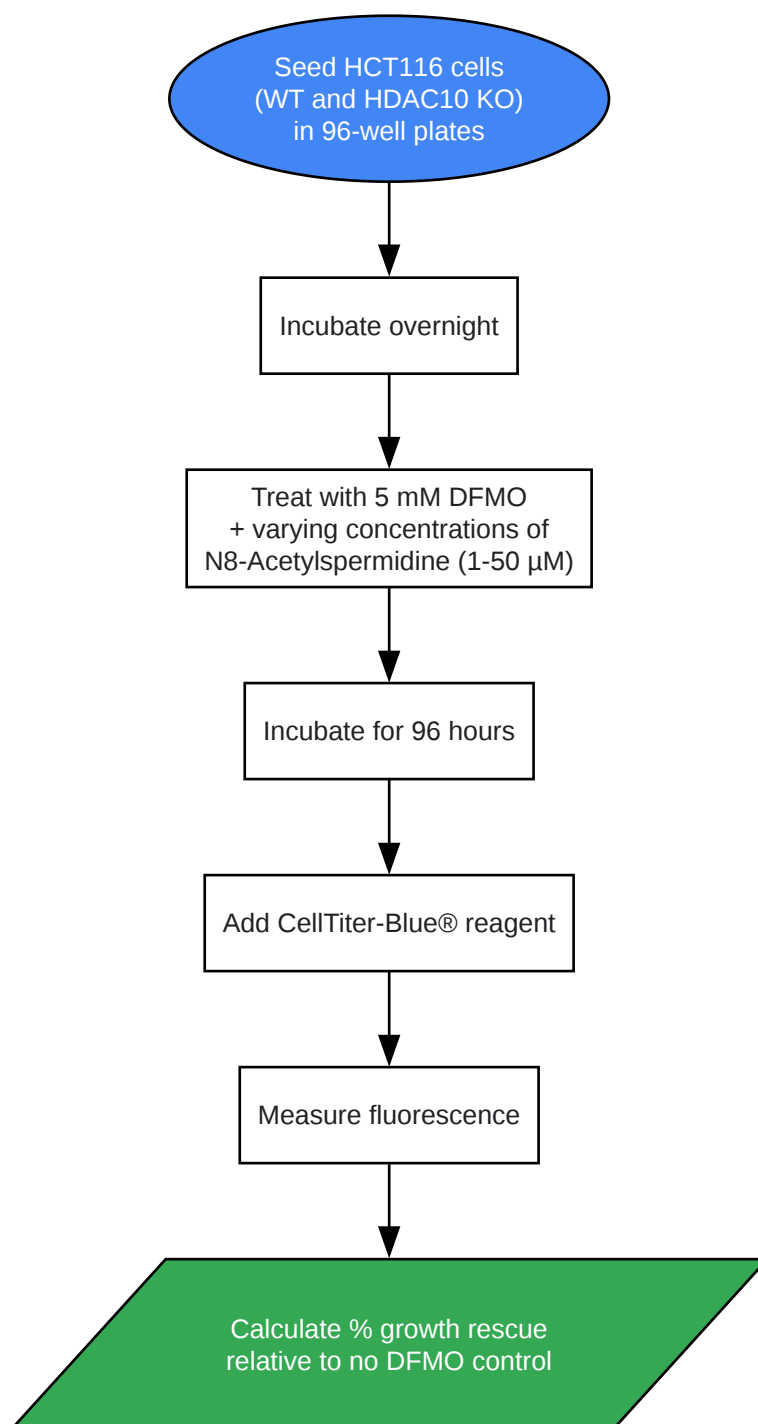 Seed HCT116 cells
(WT and HDAC10 KO)
in 96-well plates
Incubate overnight
Treat with 5 mM DFMO
+ varying concentrations of
N8-Acetylspermidine (1-50 µM)
Incubate for 96 hours
Add CellTiter-Blue® reagent
Measure fluorescence
Calculate % growth rescue
relative to no DFMO control